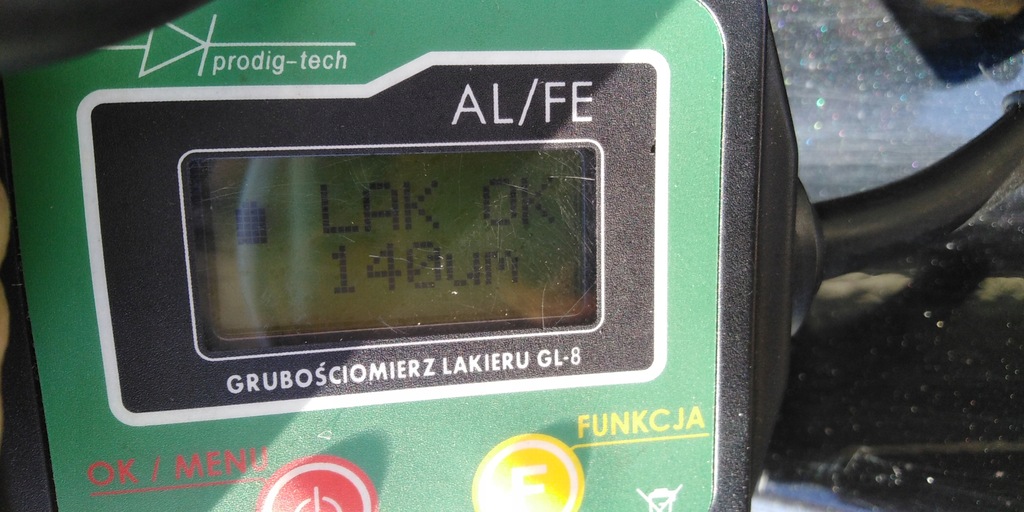 prodig-tech
AL/FE
LAK OK
140um
GRUBOŚCIOMIERZ LAKIERU GL-8
FUNKCJA
OK / MENU
F